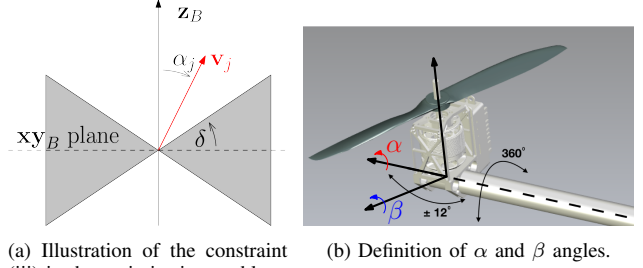 z_B
α_j
v_j
xy_B plane
δ
α
β
± 12°
360°
(a) Illustration of the constraint
(b) Definition of α and β angles.